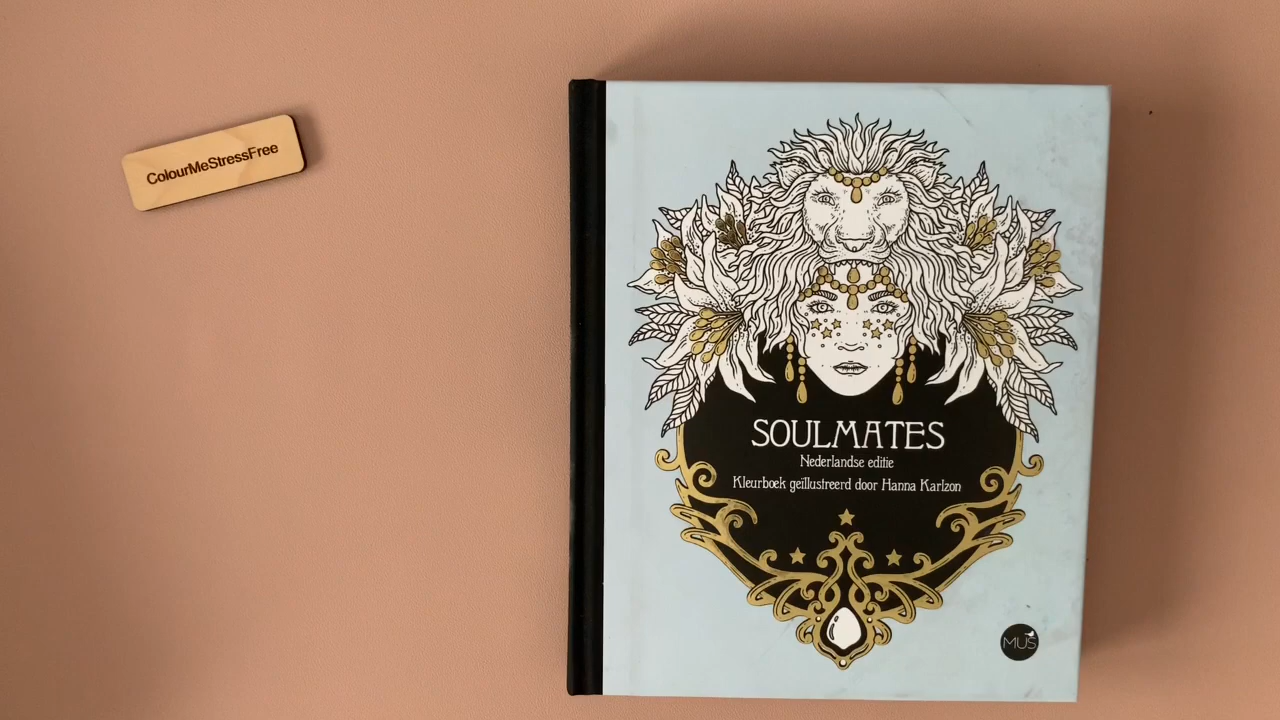 ColourMeStressFree
SOULMATES
Nederlandse editie
Kleurboek geïllustreerd door Hanna Karlzon
MUS